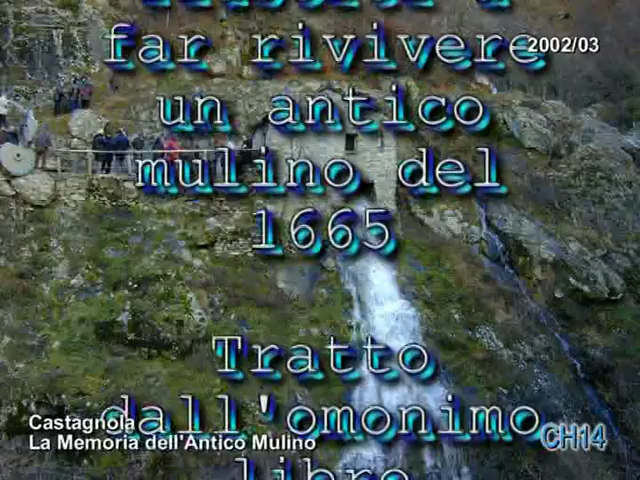 far rivivere
2002/03
un antico
mulino del
1665
Tratto
dall'omonimo
libro
Castagnola
La Memoria dell'Antico Mulino
CH14